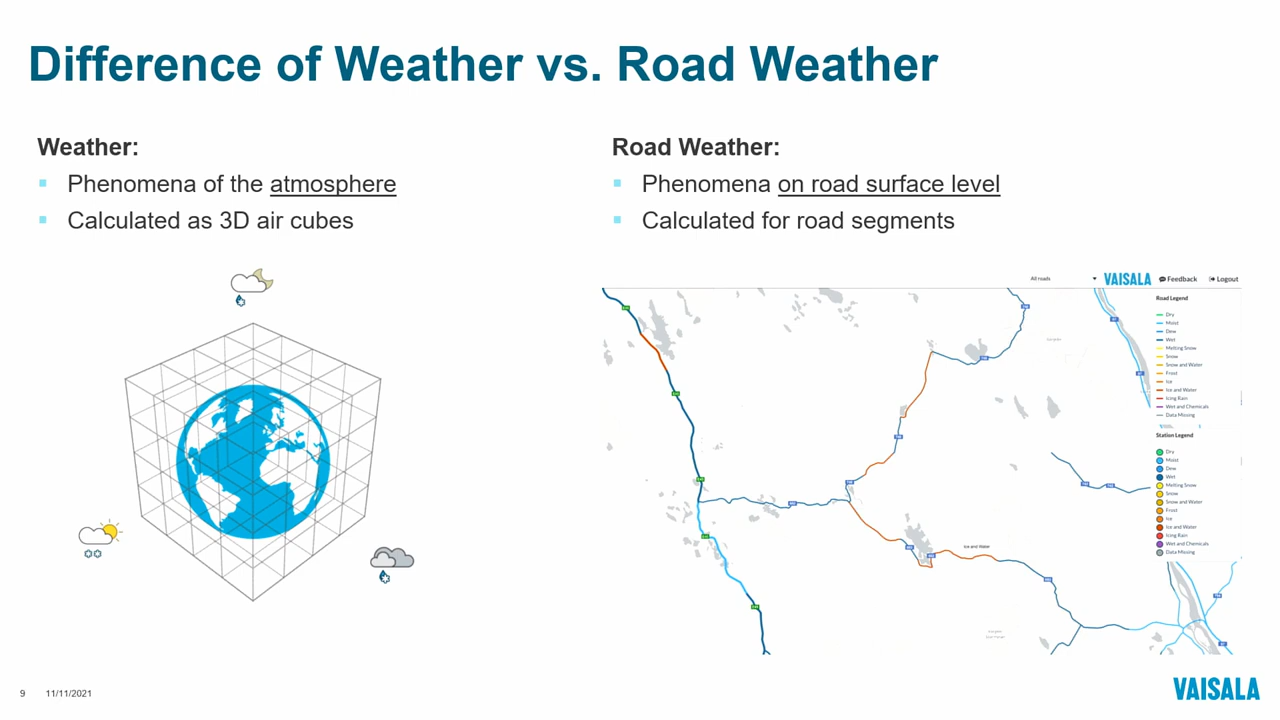 Difference of Weather vs. Road Weather
Weather:
Phenomena of the atmosphere
Calculated as 3D air cubes
Road Weather:
Phenomena on road surface level
Calculated for road segments
All roads
VAISALA
Feedback
Logout
Road Legend
Dry
Moist
Dew
Wet
Melting Snow
Snow
Snow and Water
Frost
Ice
Ice and Water
Icing Rain
Wet and Chemicals
Data Missing
Station Legend
Dry
Moist
Dew
Wet
Melting Snow
Snow
Snow and Water
Frost
Ice
Ice and Water
Icing Rain
Wet and Chemicals
Data Missing
Ice and Water
9
11/11/2021
VAISALA